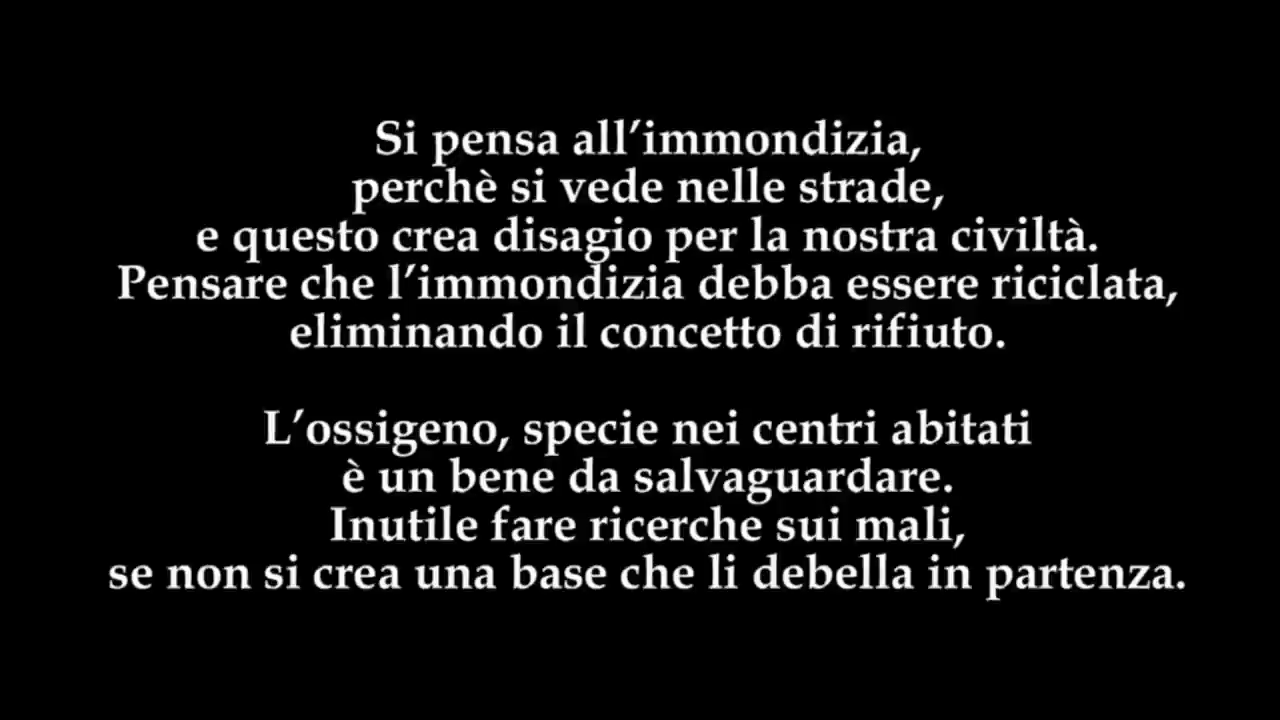 Si pensa all’immondizia,
perchè si vede nelle strade,
e questo crea disagio per la nostra civiltà.
Pensare che l’immondizia debba essere riciclata,
eliminando il concetto di rifiuto.
L’ossigeno, specie nei centri abitati
è un bene da salvaguardare.
Inutile fare ricerche sui mali,
se non si crea una base che li debella in partenza.